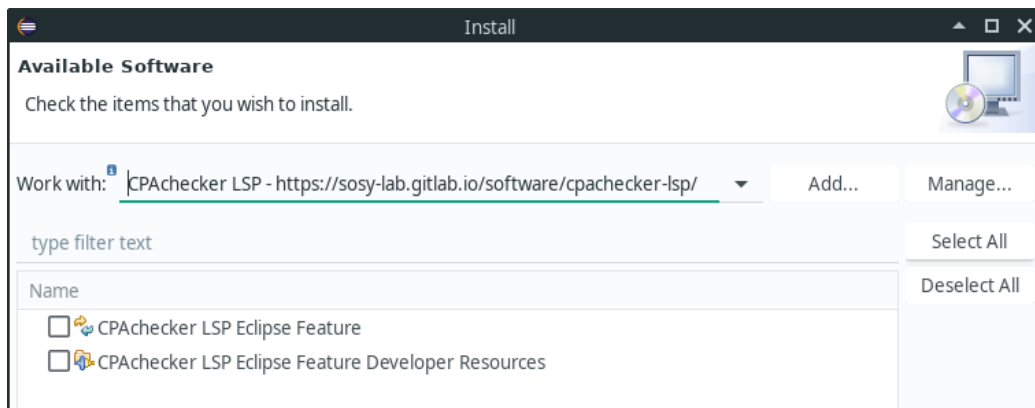 Install
Available Software
Check the items that you wish to install.
Work with: CPAchecker LSP - https://sosy-lab.gitlab.io/software/cpachecker-lsp/ Add... Manage...
type filter text Select All
Deselect All
Name
CPAchecker LSP Eclipse Feature
CPAchecker LSP Eclipse Feature Developer Resources